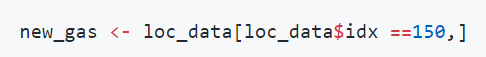 new_gas <- loc_data[loc_data$idx ==150,]